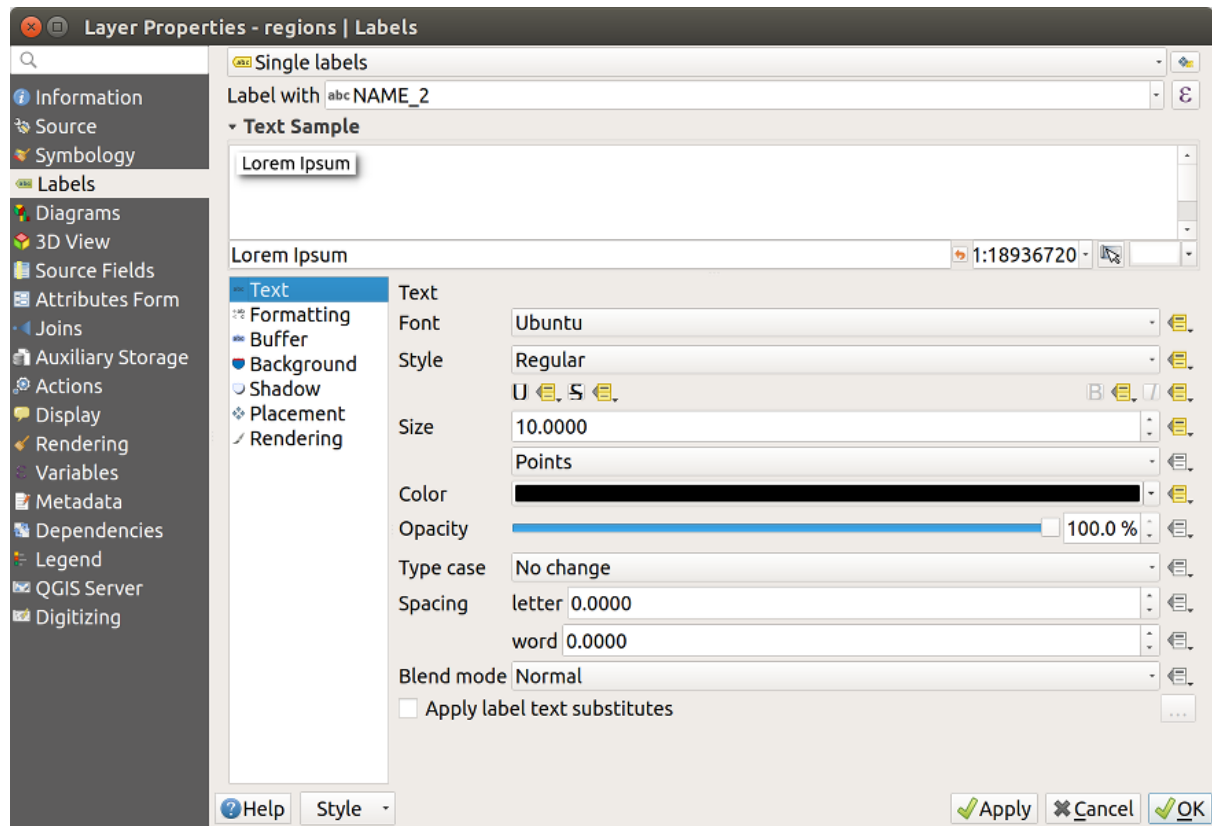 Layer Properties - regions | Labels
Information
Source
Symbology
Labels
Diagrams
3D View
Source Fields
Attributes Form
Joins
Auxiliary Storage
Actions
Display
Rendering
Variables
Metadata
Dependencies
Legend
QGIS Server
Digitizing
abc Single labels
Label with abc NAME_2 ε
Text Sample
Lorem Ipsum
Lorem Ipsum 1:18936720
Text
Formatting
Buffer
Background
Shadow
Placement
Rendering
Text
Font Ubuntu
Style Regular
U S B I
Size 10.0000
Points
Color
Opacity 100.0 %
Type case No change
Spacing letter 0.0000
word 0.0000
Blend mode Normal
Apply label text substitutes ...
Help Style Apply Cancel OK